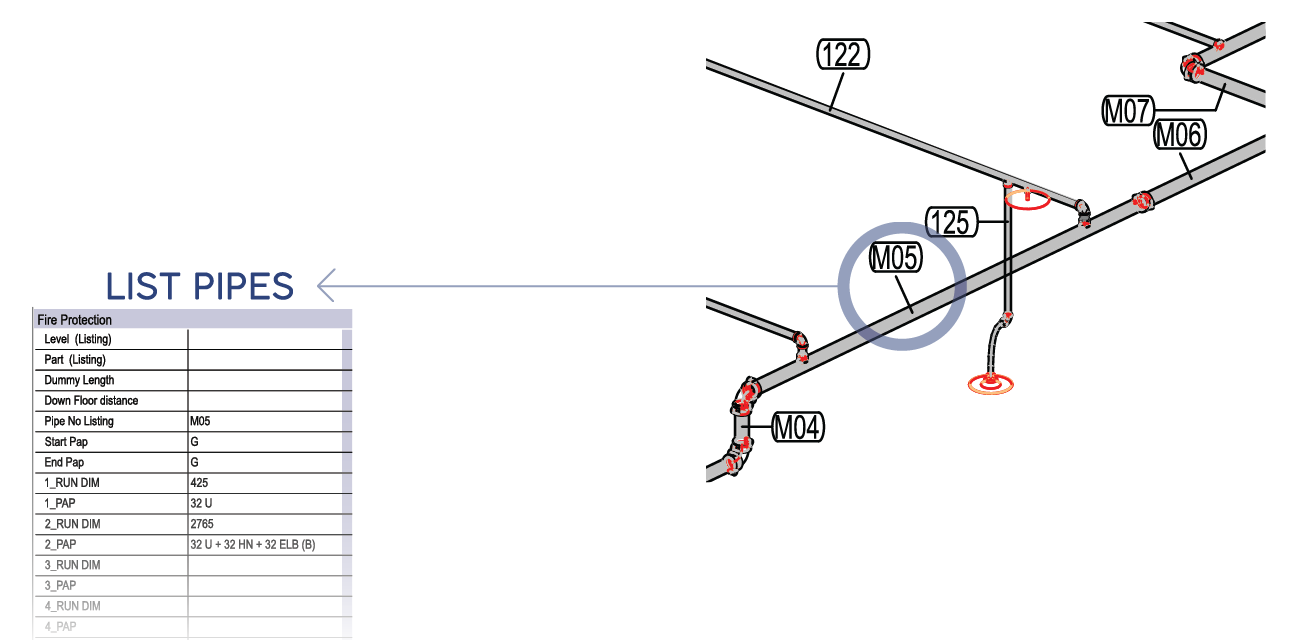 122
M07
M06
125
M05
LIST PIPES
Fire Protection
Level (Listing)
Part (Listing)
Dummy Length
Down Floor distance
Pipe No Listing M05
Start Pap G
End Pap G
1_RUN DIM 425
1_PAP 32 U
2_RUN DIM 2765
2_PAP 32 U + 32 HN + 32 ELB (B)
3_RUN DIM
3_PAP
4_RUN DIM
4_PAP
M04